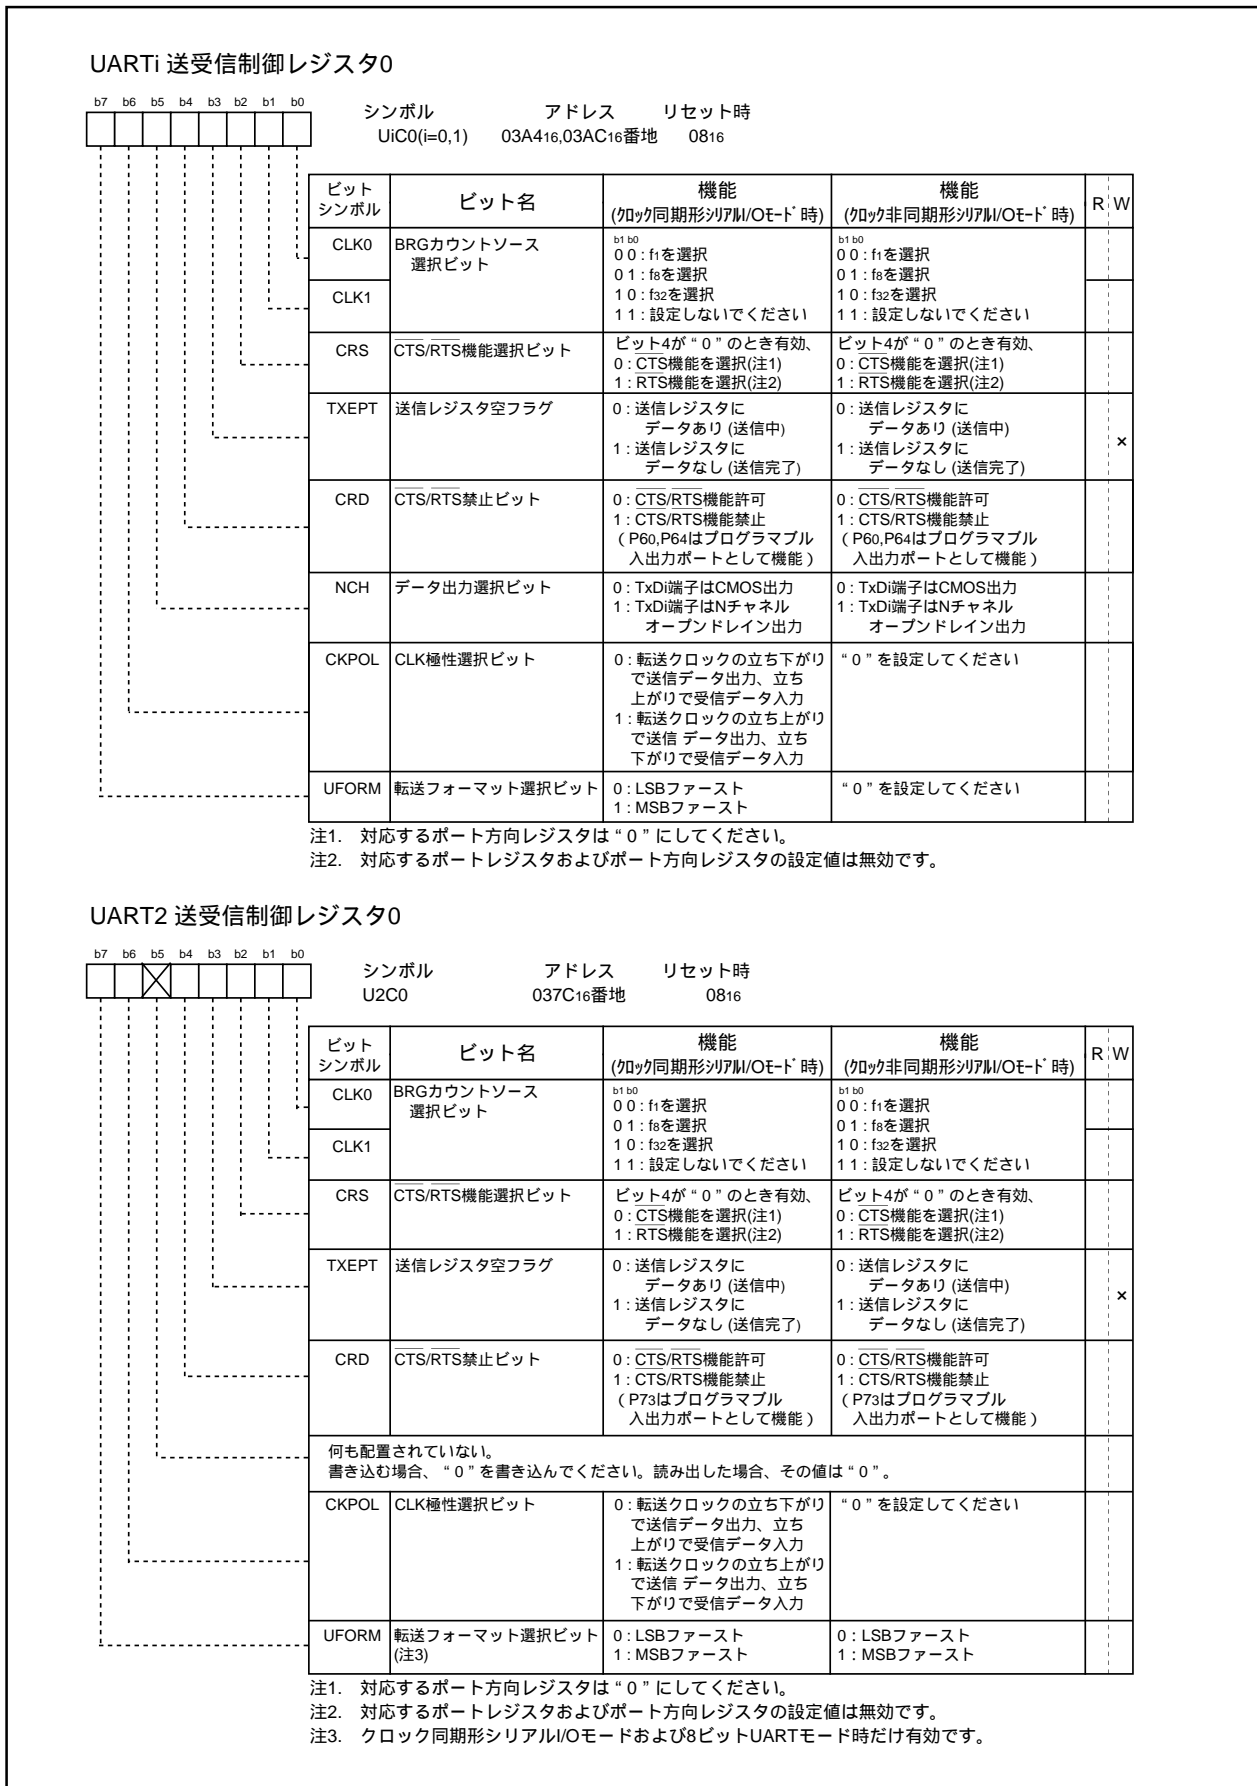 UARTi 送受信制御レジスタ0
b7 b6 b5 b4 b3 b2 b1 b0
シンボル アドレス リセット時
UiC0(i=0,1) 03A416,03AC16番地 0816
ビット
シンボル
ビット名
機能
(クロック同期形シリアルI/Oモード時)
機能
(クロック非同期形シリアルI/Oモード時)
R W
CLK0
CLK1
BRGカウントソース
選択ビット
b1 b0
0 0 : f1を選択
0 1 : f8を選択
1 0 : f32を選択
1 1 : 設定しないでください
b1 b0
0 0 : f1を選択
0 1 : f8を選択
1 0 : f32を選択
1 1 : 設定しないでください
CRS
CTS/RTS機能選択ビット
ビット4が“0”のとき有効、
0 : CTS機能を選択(注1)
1 : RTS機能を選択(注2)
ビット4が“0”のとき有効、
0 : CTS機能を選択(注1)
1 : RTS機能を選択(注2)
TXEPT
送信レジスタ空フラグ
0 : 送信レジスタに
データあり (送信中)
1 : 送信レジスタに
データなし (送信完了)
0 : 送信レジスタに
データあり (送信中)
1 : 送信レジスタに
データなし (送信完了)
×
CRD
CTS/RTS禁止ビット
0 : CTS/RTS機能許可
1 : CTS/RTS機能禁止
(P60,P64はプログラマブル
入出力ポートとして機能)
0 : CTS/RTS機能許可
1 : CTS/RTS機能禁止
(P60,P64はプログラマブル
入出力ポートとして機能)
NCH
データ出力選択ビット
0 : TxDi端子はCMOS出力
1 : TxDi端子はNチャネル
オープンドレイン出力
0 : TxDi端子はCMOS出力
1 : TxDi端子はNチャネル
オープンドレイン出力
CKPOL
CLK極性選択ビット
0 : 転送クロックの立ち下がり
で送信データ出力、立ち
上がりで受信データ入力
1 : 転送クロックの立ち上がり
で送信 データ出力、立ち
下がりで受信データ入力
“0”を設定してください
UFORM
転送フォーマット選択ビット
0 : LSBファースト
1 : MSBファースト
“0”を設定してください
注1. 対応するポート方向レジスタは“0”にしてください。
注2. 対応するポートレジスタおよびポート方向レジスタの設定値は無効です。
UART2 送受信制御レジスタ0
b7 b6 b5 b4 b3 b2 b1 b0
シンボル アドレス リセット時
U2C0 037C16番地 0816
ビット
シンボル
ビット名
機能
(クロック同期形シリアルI/Oモード時)
機能
(クロック非同期形シリアルI/Oモード時)
R W
CLK0
CLK1
BRGカウントソース
選択ビット
b1 b0
0 0 : f1を選択
0 1 : f8を選択
1 0 : f32を選択
1 1 : 設定しないでください
b1 b0
0 0 : f1を選択
0 1 : f8を選択
1 0 : f32を選択
1 1 : 設定しないでください
CRS
CTS/RTS機能選択ビット
ビット4が“0”のとき有効、
0 : CTS機能を選択(注1)
1 : RTS機能を選択(注2)
ビット4が“0”のとき有効、
0 : CTS機能を選択(注1)
1 : RTS機能を選択(注2)
TXEPT
送信レジスタ空フラグ
0 : 送信レジスタに
データあり (送信中)
1 : 送信レジスタに
データなし (送信完了)
0 : 送信レジスタに
データあり (送信中)
1 : 送信レジスタに
データなし (送信完了)
×
CRD
CTS/RTS禁止ビット
0 : CTS/RTS機能許可
1 : CTS/RTS機能禁止
(P73はプログラマブル
入出力ポートとして機能)
0 : CTS/RTS機能許可
1 : CTS/RTS機能禁止
(P73はプログラマブル
入出力ポートとして機能)
何も配置されていない。
書き込む場合、“0”を書き込んでください。読み出した場合、その値は“0”。
CKPOL
CLK極性選択ビット
0 : 転送クロックの立ち下がり
で送信データ出力、立ち
上がりで受信データ入力
1 : 転送クロックの立ち上がり
で送信 データ出力、立ち
下がりで受信データ入力
“0”を設定してください
UFORM
転送フォーマット選択ビット
(注3)
0 : LSBファースト
1 : MSBファースト
0 : LSBファースト
1 : MSBファースト
注1. 対応するポート方向レジスタは“0”にしてください。
注2. 対応するポートレジスタおよびポート方向レジスタの設定値は無効です。
注3. クロック同期形シリアルI/Oモードおよび8ビットUARTモード時だけ有効です。